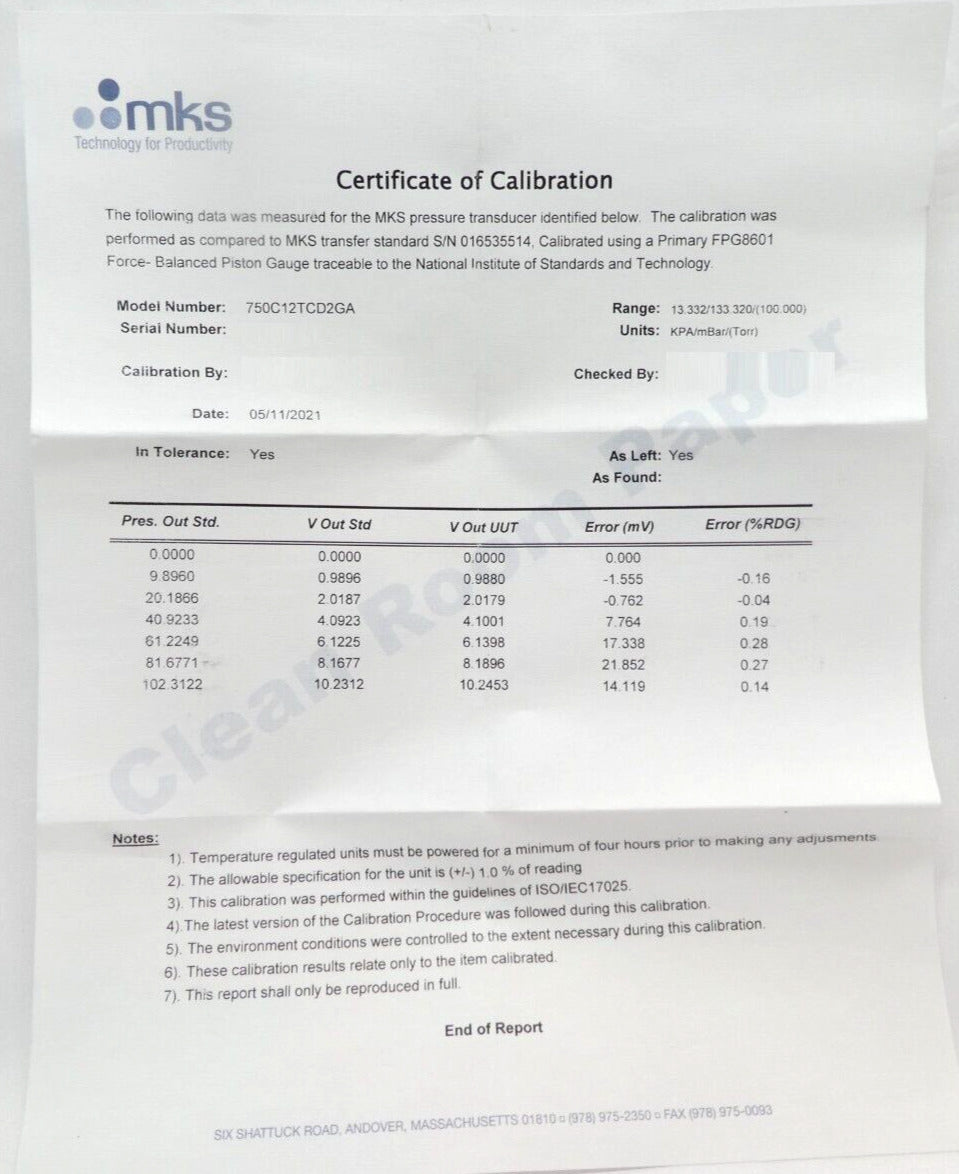 mks
Technology for Productivity
Certificate of Calibration
The following data was measured for the MKS pressure transducer identified below. The calibration was
performed as compared to MKS transfer standard S/N 016535514, Calibrated using a Primary FPG8601
Force- Balanced Piston Gauge traceable to the National Institute of Standards and Technology.
Model Number: 750C12TCD2GA Range: 13.332/133.320/(100.000)
Serial Number: Units: KPA/mBar/(Torr)
Calibration By: Checked By:
Date: 05/11/2021
In Tolerance: Yes As Left: Yes
As Found:
Pres. Out Std. V Out Std V Out UUT Error (mV) Error (%RDG)
0.0000 0.0000 0.0000 0.000
9.8960 0.9896 0.9880 -1.555 -0.16
20.1866 2.0187 2.0179 -0.762 -0.04
40.9233 4.0923 4.1001 7.764 0.19
61.2249 6.1225 6.1398 17.338 0.28
81.6771 8.1677 8.1896 21.852 0.27
102.3122 10.2312 10.2453 14.119 0.14
Clean Room Paper
Notes:
1). Temperature regulated units must be powered for a minimum of four hours prior to making any adjusments.
2). The allowable specification for the unit is (+/-) 1.0 % of reading
3). This calibration was performed within the guidelines of ISO/IEC17025.
4).The latest version of the Calibration Procedure was followed during this calibration.
5). The environment conditions were controlled to the extent necessary during this calibration.
6). These calibration results relate only to the item calibrated.
7). This report shall only be reproduced in full.
End of Report
SIX SHATTUCK ROAD, ANDOVER, MASSACHUSETTS 01810 ¤ (978) 975-2350 ¤ FAX (978) 975-0093